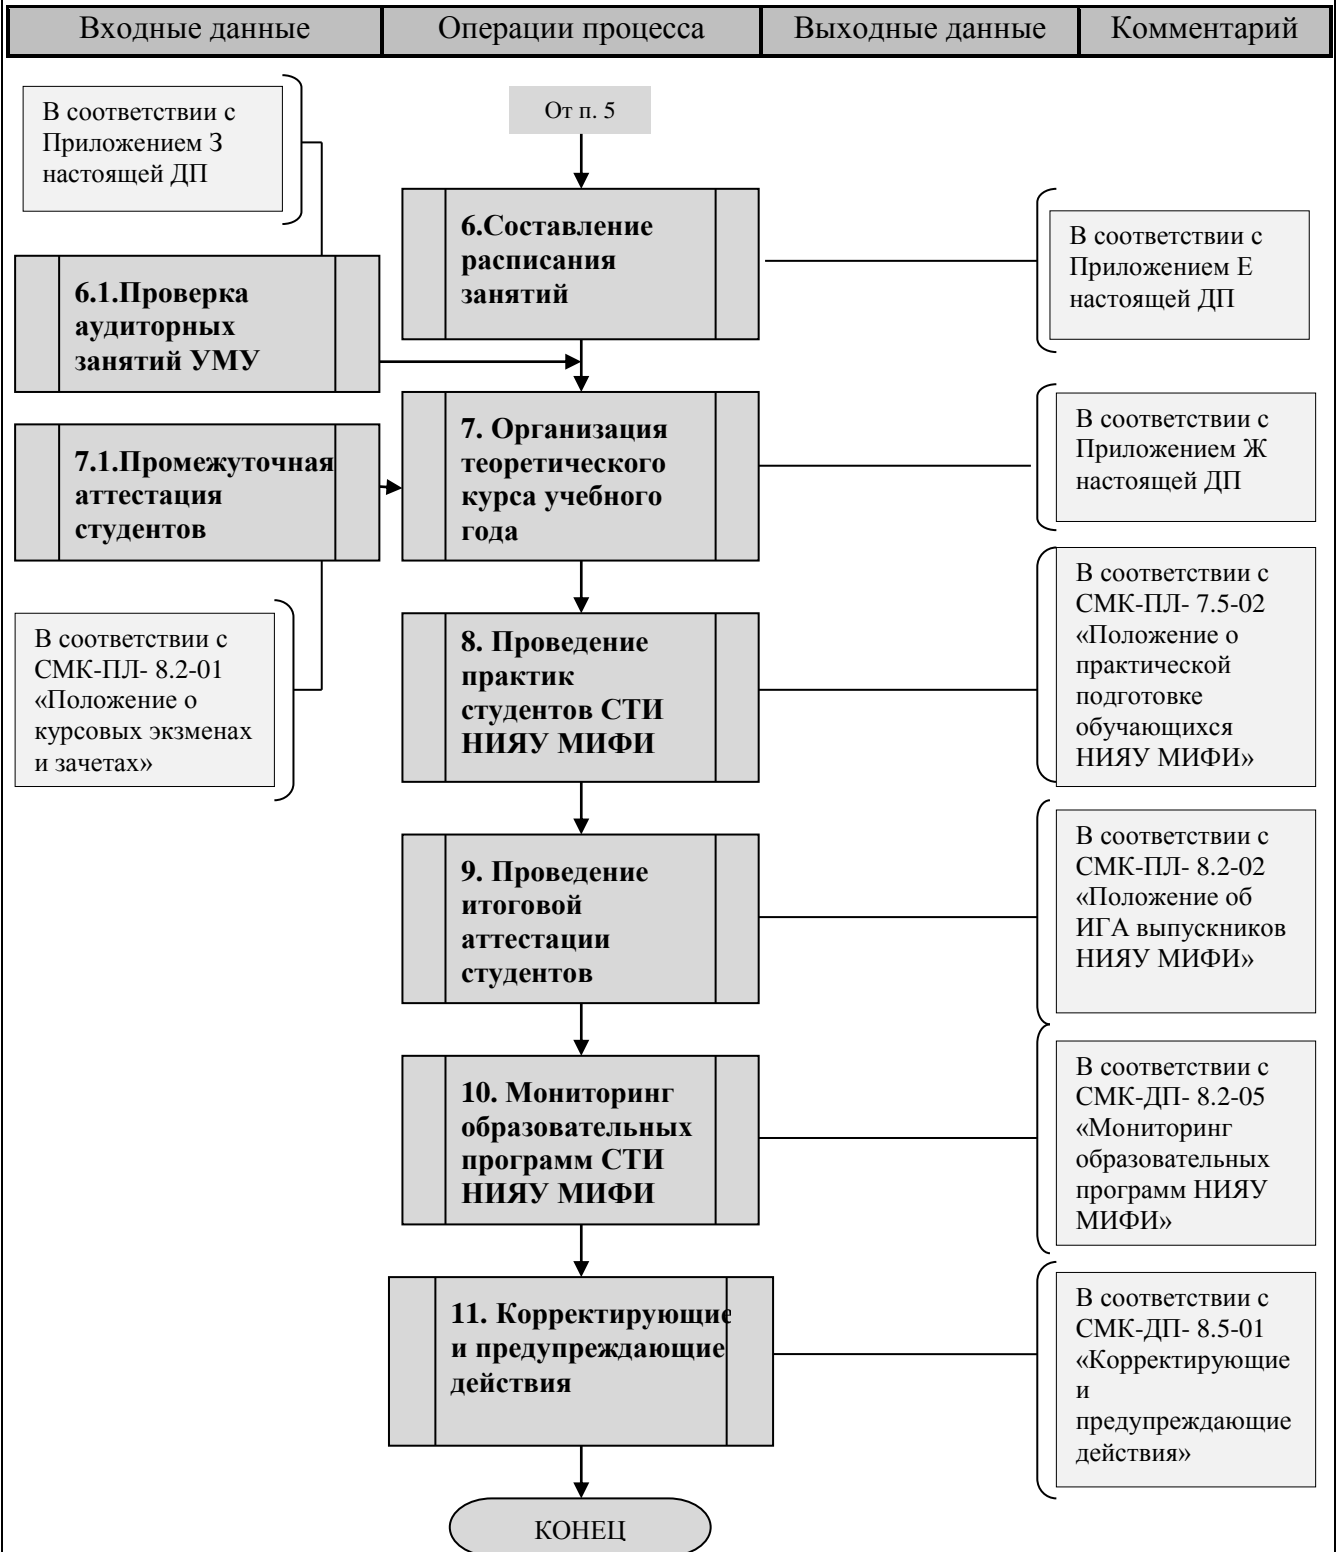 Входные данные
Операции процесса
Выходные данные
Комментарий
В соответствии с
Приложением З
настоящей ДП
От п. 5
6.Составление
расписания
занятий
В соответствии с
Приложением Е
настоящей ДП
6.1.Проверка
аудиторных
занятий УМУ
7. Организация
теоретического
курса учебного
года
В соответствии с
Приложением Ж
настоящей ДП
7.1.Промежуточная
аттестация
студентов
В соответствии с
СМК-ПЛ- 8.2-01
«Положение о
курсовых экзменах
и зачетах»
8. Проведение
практик
студентов СТИ
НИЯУ МИФИ
В соответствии с
СМК-ПЛ- 7.5-02
«Положение о
практической
подготовке
обучающихся
НИЯУ МИФИ»
9. Проведение
итоговой
аттестации
студентов
В соответствии с
СМК-ПЛ- 8.2-02
«Положение об
ИГА выпускников
НИЯУ МИФИ»
10. Мониторинг
образовательных
программ СТИ
НИЯУ МИФИ
В соответствии с
СМК-ДП- 8.2-05
«Мониторинг
образовательных
программ НИЯУ
МИФИ»
11. Корректирующие
и предупреждающие
действия
В соответствии с
СМК-ДП- 8.5-01
«Корректирующие
и
предупреждающие
действия»
КОНЕЦ